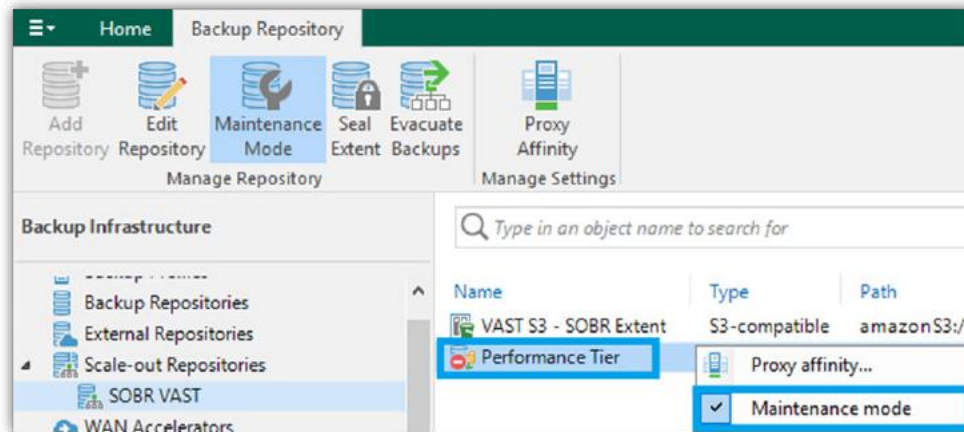 Home Backup Repository
Add Repository
Edit Repository
Maintenance Mode
Seal Extent
Evacuate Backups
Proxy Affinity
Manage Repository
Manage Settings
Backup Infrastructure
Type in an object name to search for
Backup Repositories
External Repositories
Scale-out Repositories
SOBR VAST
WAN Accelerators
Name Type Path
VAST S3 - SOBR Extent S3-compatible amazonS3:/
Performance Tier
Proxy affinity...
Maintenance mode